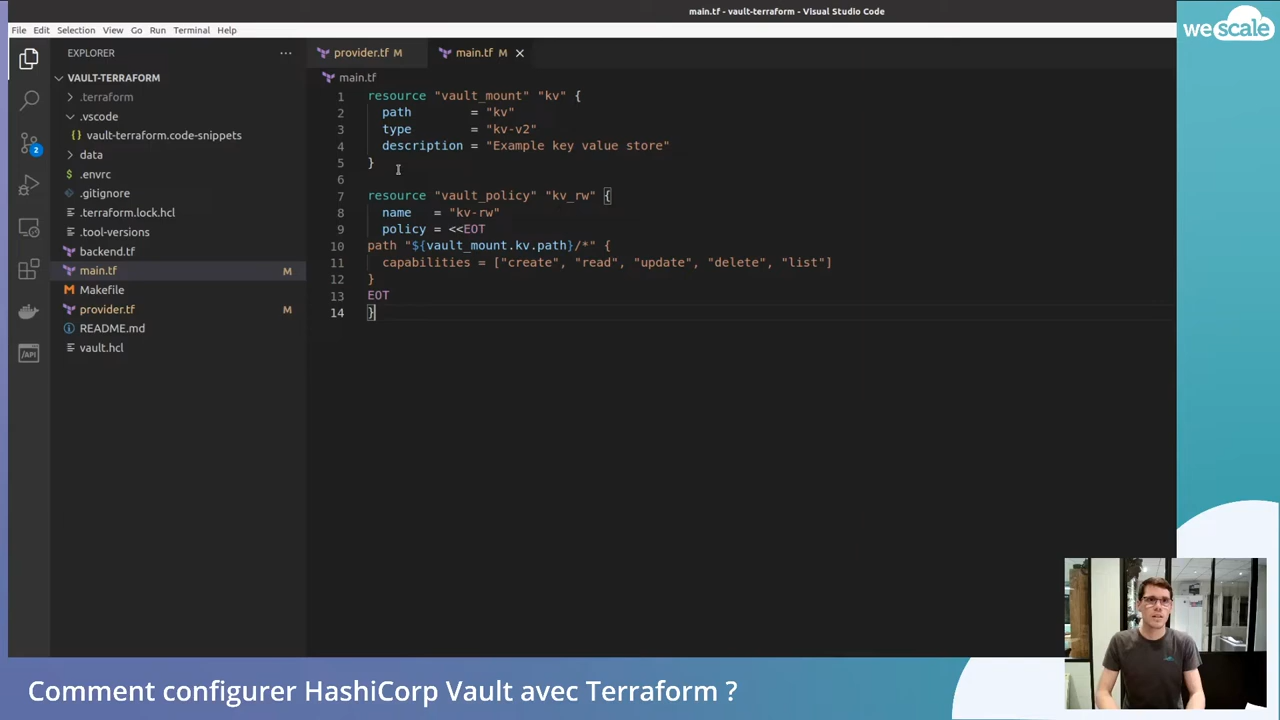 main.tf - vault-terraform - Visual Studio Code
wescale
File Edit Selection View Go Run Terminal Help
EXPLORER
VAULT-TERRAFORM
.terraform
.vscode
vault-terraform.code-snippets
data
.envrc
.gitignore
.terraform.lock.hcl
.tool-versions
backend.tf
main.tf M
Makefile
provider.tf M
README.md
vault.hcl
2
/API
provider.tf M main.tf M
main.tf
1 resource "vault_mount" "kv" {
2 path = "kv"
3 type = "kv-v2"
4 description = "Example key value store"
5 }
6
7 resource "vault_policy" "kv_rw" {
8 name = "kv-rw"
9 policy = <<EOT
10 path "${vault_mount.kv.path}/*" {
11 capabilities = ["create", "read", "update", "delete", "list"]
12 }
13 EOT
14 }
Comment configurer HashiCorp Vault avec Terraform ?